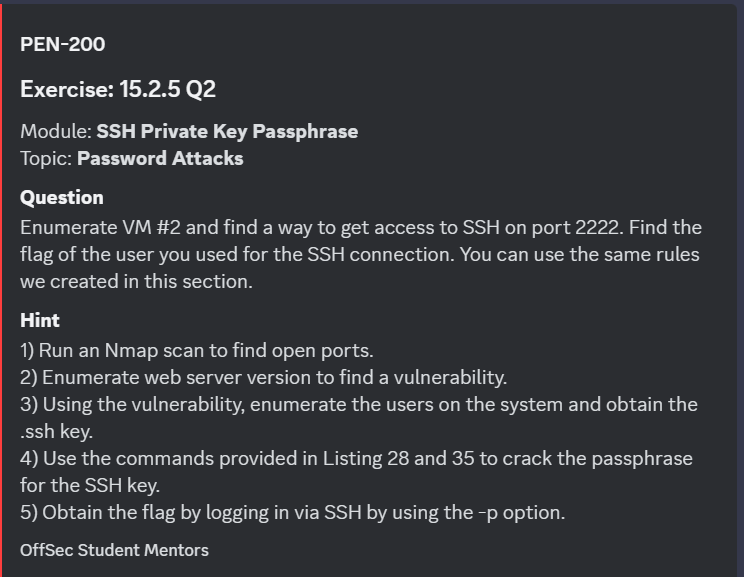 PEN-200
Exercise: 15.2.5 Q2
Module: SSH Private Key Passphrase
Topic: Password Attacks
Question
Enumerate VM #2 and find a way to get access to SSH on port 2222. Find the
flag of the user you used for the SSH connection. You can use the same rules
we created in this section.
Hint
1) Run an Nmap scan to find open ports.
2) Enumerate web server version to find a vulnerability.
3) Using the vulnerability, enumerate the users on the system and obtain the
.ssh key.
4) Use the commands provided in Listing 28 and 35 to crack the passphrase
for the SSH key.
5) Obtain the flag by logging in via SSH by using the -p option.
OffSec Student Mentors